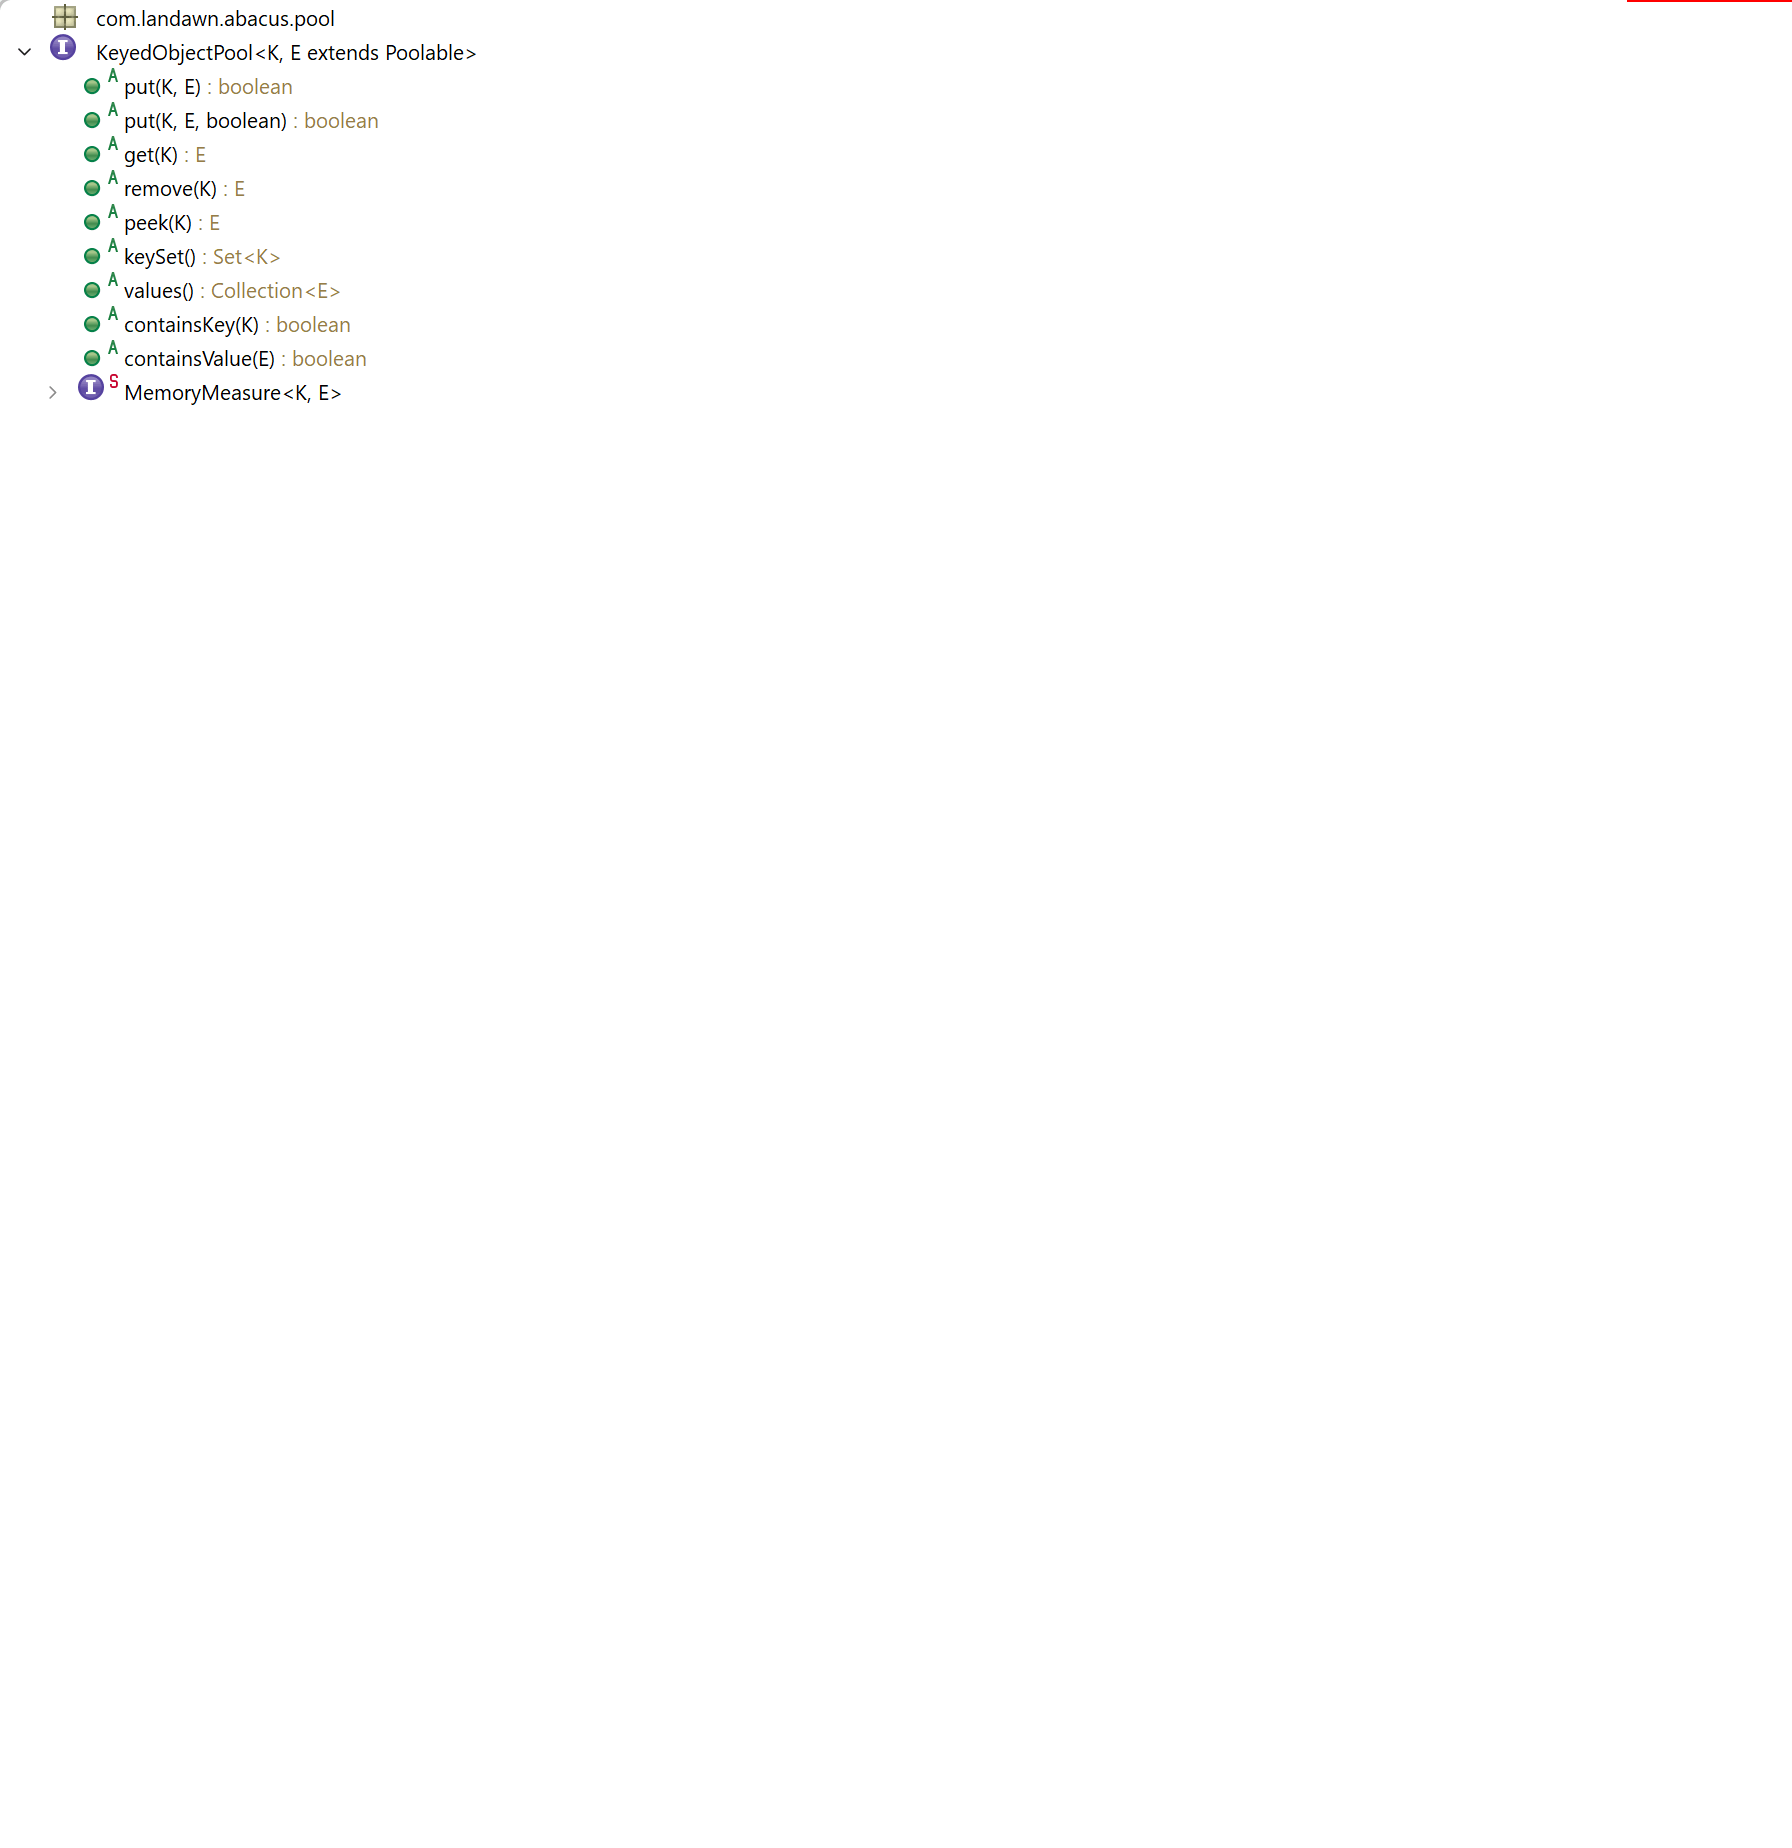 com.landawn.abacus.pool
I KeyedObjectPool<K, E extends Poolable>
A put(K, E) : boolean
A put(K, E, boolean) : boolean
A get(K) : E
A remove(K) : E
A peek(K) : E
A keySet() : Set<K>
A values() : Collection<E>
A containsKey(K) : boolean
A containsValue(E) : boolean
I S MemoryMeasure<K, E>